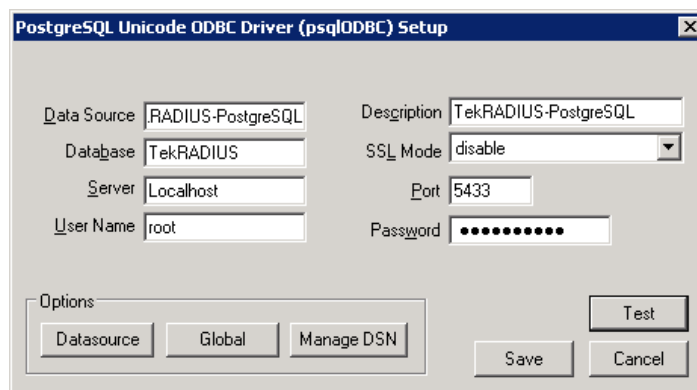 PostgreSQL Unicode ODBC Driver (psqlODBC) Setup
Data Source .RADIUS-PostgreSQL Description TekRADIUS-PostgreSQL
Database TekRADIUS SSL Mode disable
Server Localhost Port 5433
User Name root Password ●●●●●●●●●●
Options
Datasource Global Manage DSN
Test
Save Cancel